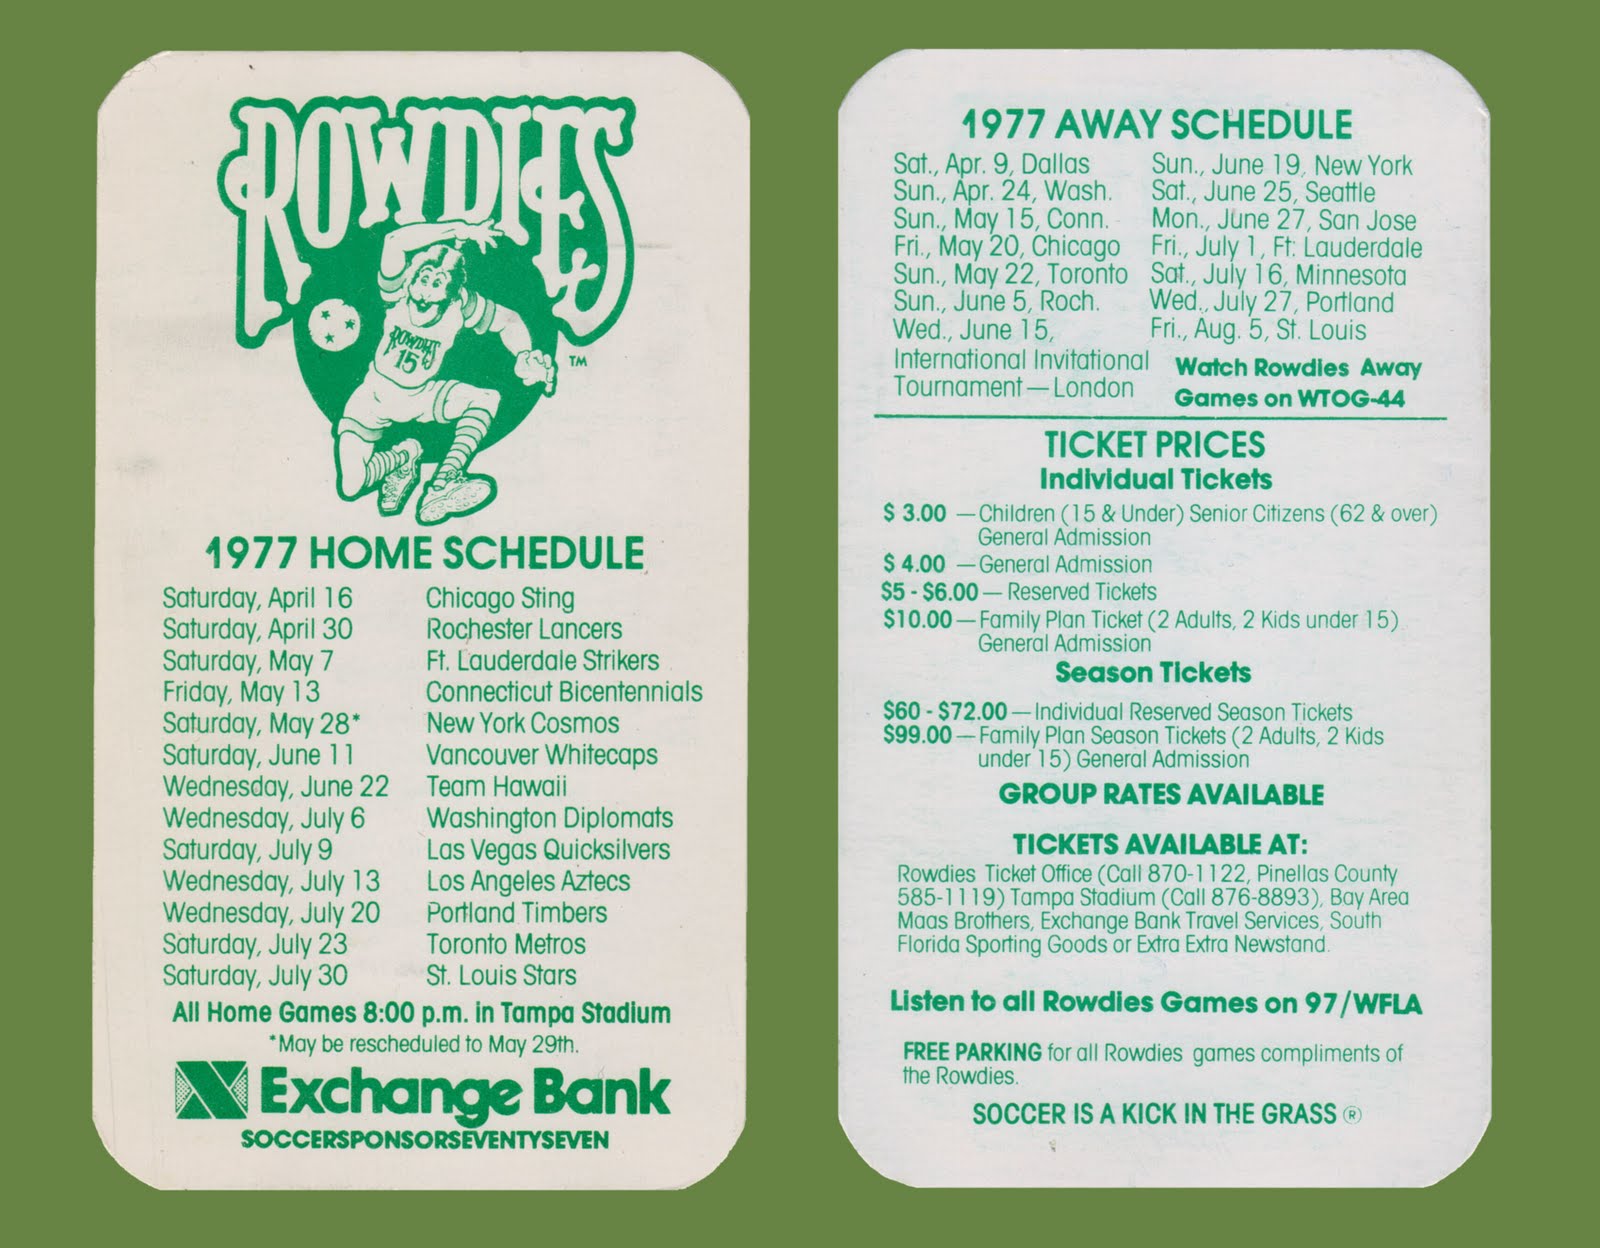 ROWDIES
ROWDIES
15
TM
1977 HOME SCHEDULE
Saturday, April 16 Chicago Sting
Saturday, April 30 Rochester Lancers
Saturday, May 7 Ft. Lauderdale Strikers
Friday, May 13 Connecticut Bicentennials
Saturday, May 28* New York Cosmos
Saturday, June 11 Vancouver Whitecaps
Wednesday, June 22 Team Hawaii
Wednesday, July 6 Washington Diplomats
Saturday, July 9 Las Vegas Quicksilvers
Wednesday, July 13 Los Angeles Aztecs
Wednesday, July 20 Portland Timbers
Saturday, July 23 Toronto Metros
Saturday, July 30 St. Louis Stars
All Home Games 8:00 p.m. in Tampa Stadium
*May be rescheduled to May 29th.
Exchange Bank
SOCCERSPONSORSEVENTYSEVEN
1977 AWAY SCHEDULE
Sat., Apr. 9, Dallas
Sun., Apr. 24, Wash.
Sun., May 15, Conn.
Fri., May 20, Chicago
Sun., May 22, Toronto
Sun., June 5, Roch.
Wed., June 15,
International Invitational
Tournament — London
Sun., June 19, New York
Sat., June 25, Seattle
Mon., June 27, San Jose
Fri., July 1, Ft. Lauderdale
Sat., July 16, Minnesota
Wed., July 27, Portland
Fri., Aug. 5, St. Louis
Watch Rowdies Away
Games on WTOG-44
TICKET PRICES
Individual Tickets
$ 3.00 — Children (15 & Under) Senior Citizens (62 & over)
General Admission
$ 4.00 — General Admission
$5 - $6.00 — Reserved Tickets
$10.00 — Family Plan Ticket (2 Adults, 2 Kids under 15)
General Admission
Season Tickets
$60 - $72.00 — Individual Reserved Season Tickets
$99.00 — Family Plan Season Tickets (2 Adults, 2 Kids
under 15) General Admission
GROUP RATES AVAILABLE
TICKETS AVAILABLE AT:
Rowdies Ticket Office (Call 870-1122, Pinellas County
585-1119) Tampa Stadium (Call 876-8893), Bay Area
Maas Brothers, Exchange Bank Travel Services, South
Florida Sporting Goods or Extra Extra Newstand.
Listen to all Rowdies Games on 97/WFLA
FREE PARKING for all Rowdies games compliments of
the Rowdies.
SOCCER IS A KICK IN THE GRASS ®